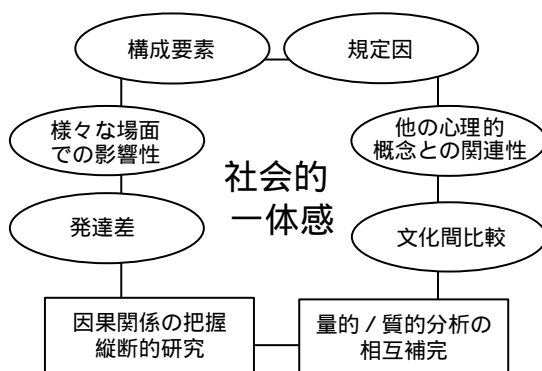 構成要素
規定因
様々な場面
での影響性
他の心理的
概念との関連性
社会的
一体感
発達差
文化間比較
因果関係の把握
縦断的研究
量的 / 質的分析の
相互補完